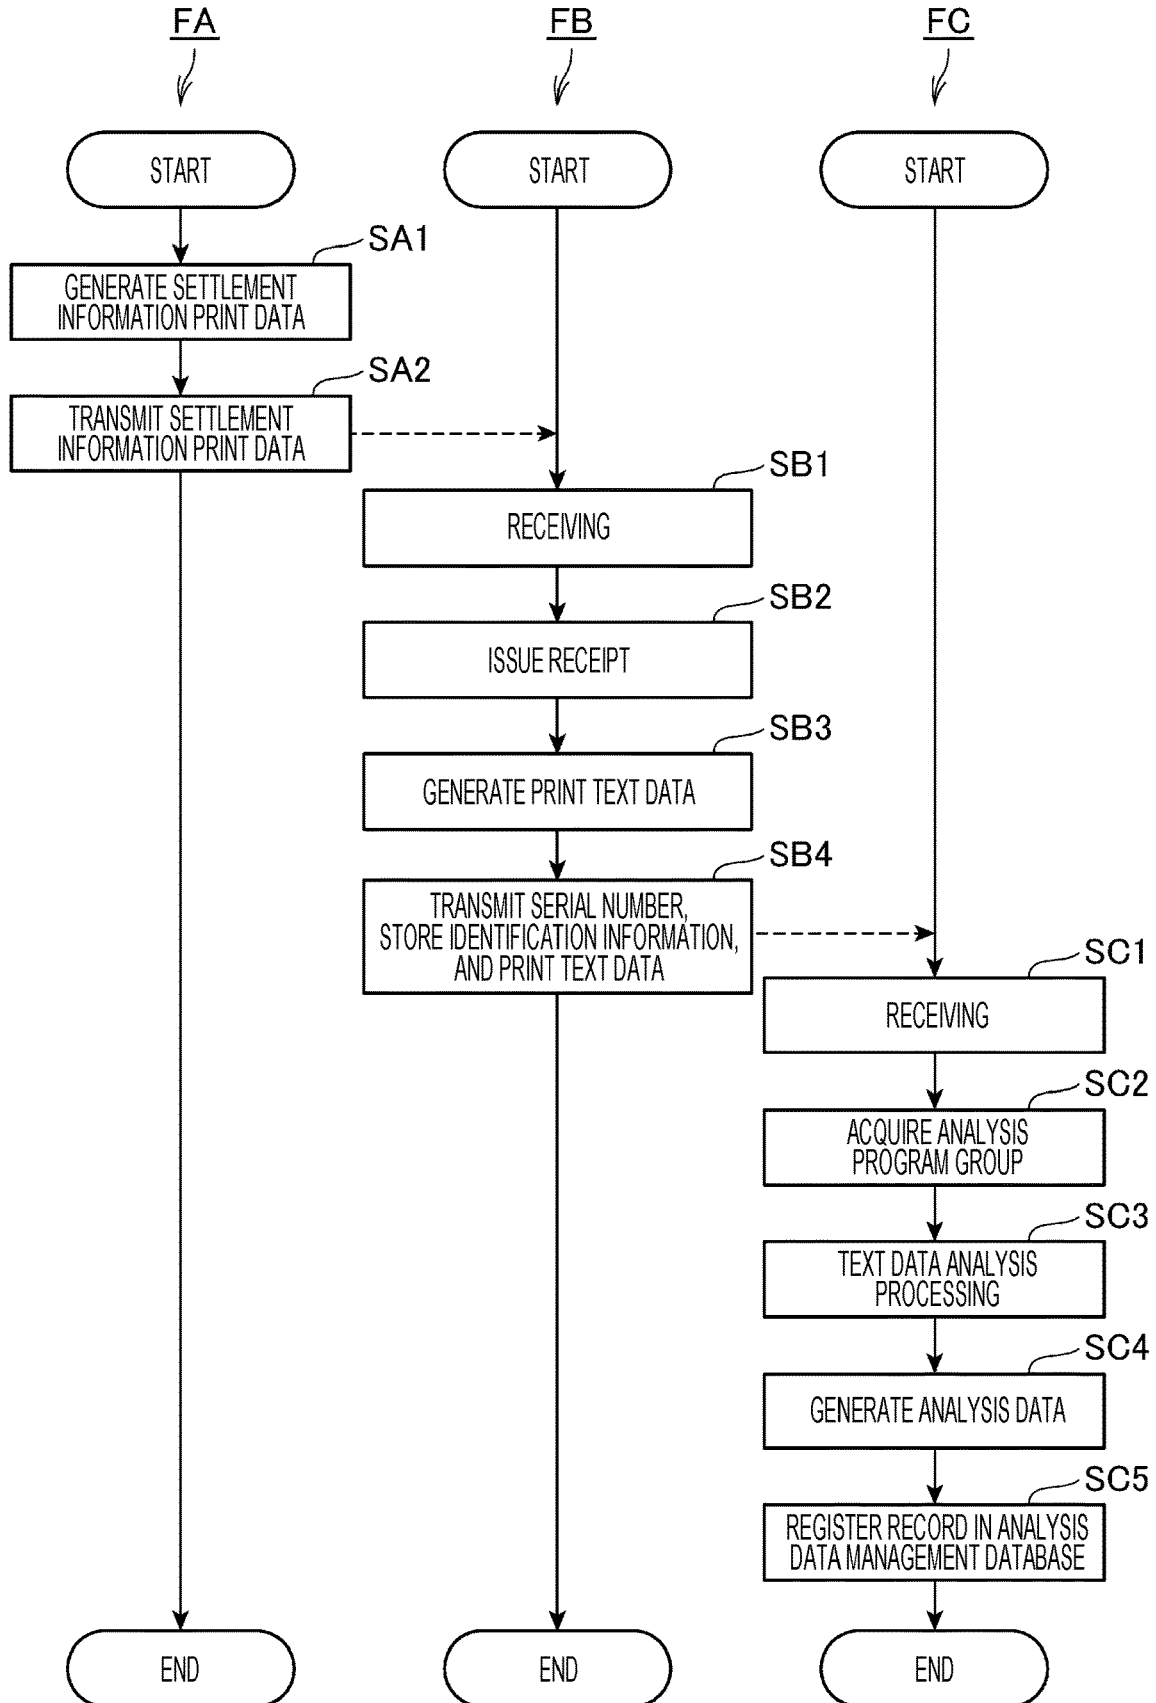 FA
FB
FC
START
START
START
SA1
GENERATE SETTLEMENT
INFORMATION PRINT DATA
SA2
TRANSMIT SETTLEMENT
INFORMATION PRINT DATA
SB1
RECEIVING
SB2
ISSUE RECEIPT
SB3
GENERATE PRINT TEXT DATA
SB4
TRANSMIT SERIAL NUMBER,
STORE IDENTIFICATION INFORMATION,
AND PRINT TEXT DATA
SC1
RECEIVING
SC2
ACQUIRE ANALYSIS
PROGRAM GROUP
SC3
TEXT DATA ANALYSIS
PROCESSING
SC4
GENERATE ANALYSIS DATA
SC5
REGISTER RECORD IN ANALYSIS
DATA MANAGEMENT DATABASE
END
END
END